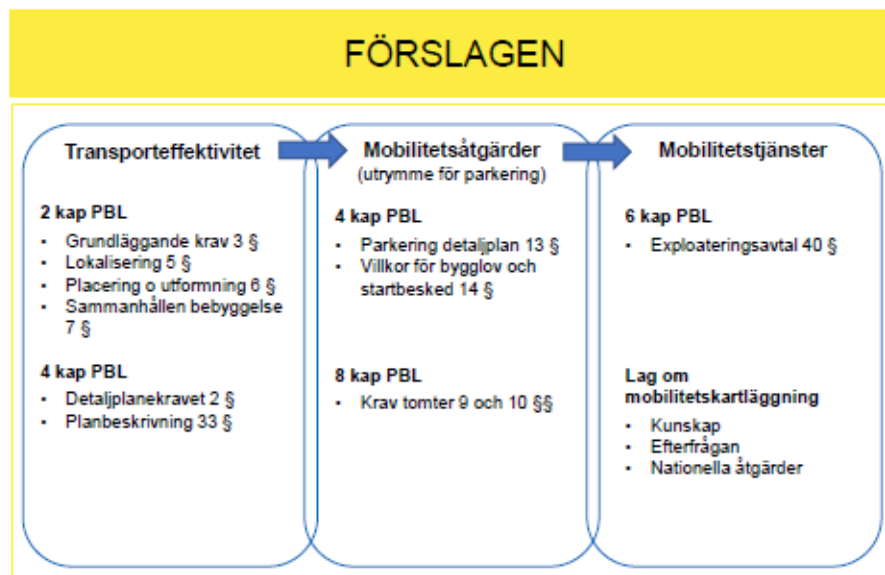 FÖRSLAGEN
Transporteffektivitet
2 kap PBL
• Grundläggande krav 3 §
• Lokalisering 5 §
• Placering o utformning 6 §
• Sammanhållen bebyggelse
7 §
4 kap PBL
• Detaljplanekravet 2 §
• Planbeskrivning 33 §
Mobilitetsåtgärder
(utrymme för parkering)
4 kap PBL
• Parkering detaljplan 13 §
• Villkor för bygglov och
startbesked 14 §
8 kap PBL
• Krav tomter 9 och 10 §§
Mobilitetstjänster
6 kap PBL
• Exploateringsavtal 40 §
Lag om
mobilitetskartläggning
• Kunskap
• Efterfrågan
• Nationella åtgärder